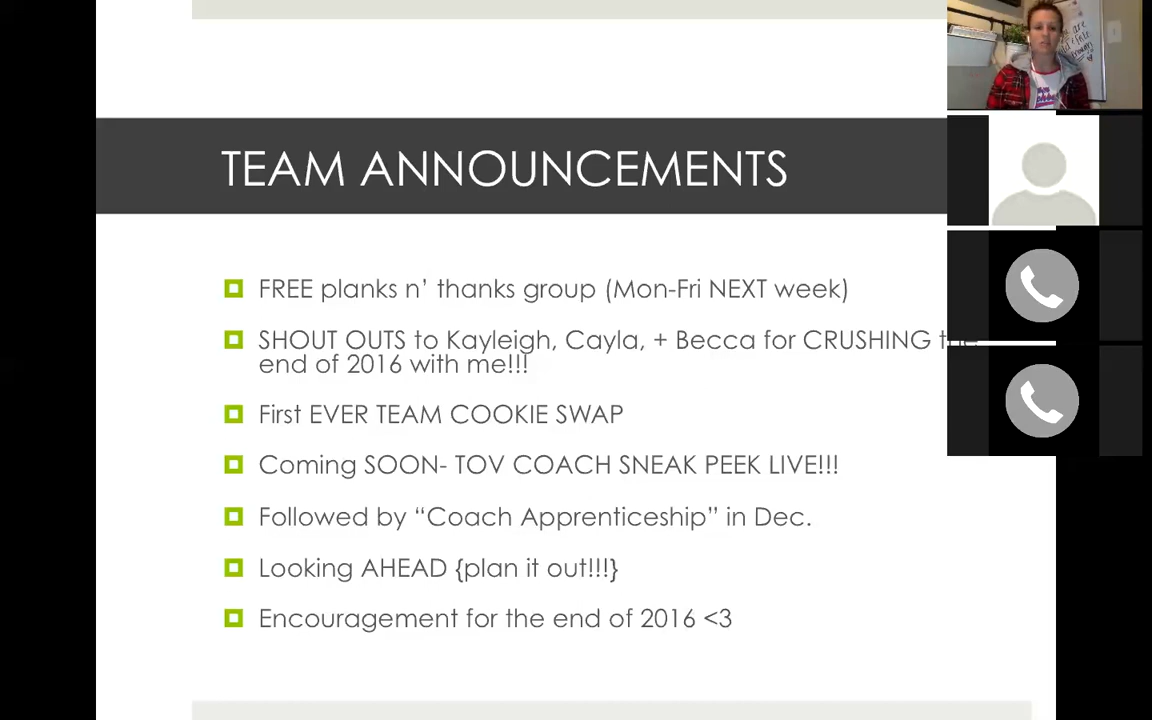 TEAM ANNOUNCEMENTS
FREE planks n’ thanks group (Mon-Fri NEXT week)
SHOUT OUTS to Kayleigh, Cayla, + Becca for CRUSHING the
end of 2016 with me!!!
First EVER TEAM COOKIE SWAP
Coming SOON- TOV COACH SNEAK PEEK LIVE!!!
Followed by “Coach Apprenticeship” in Dec.
Looking AHEAD {plan it out!!!}
Encouragement for the end of 2016 <3